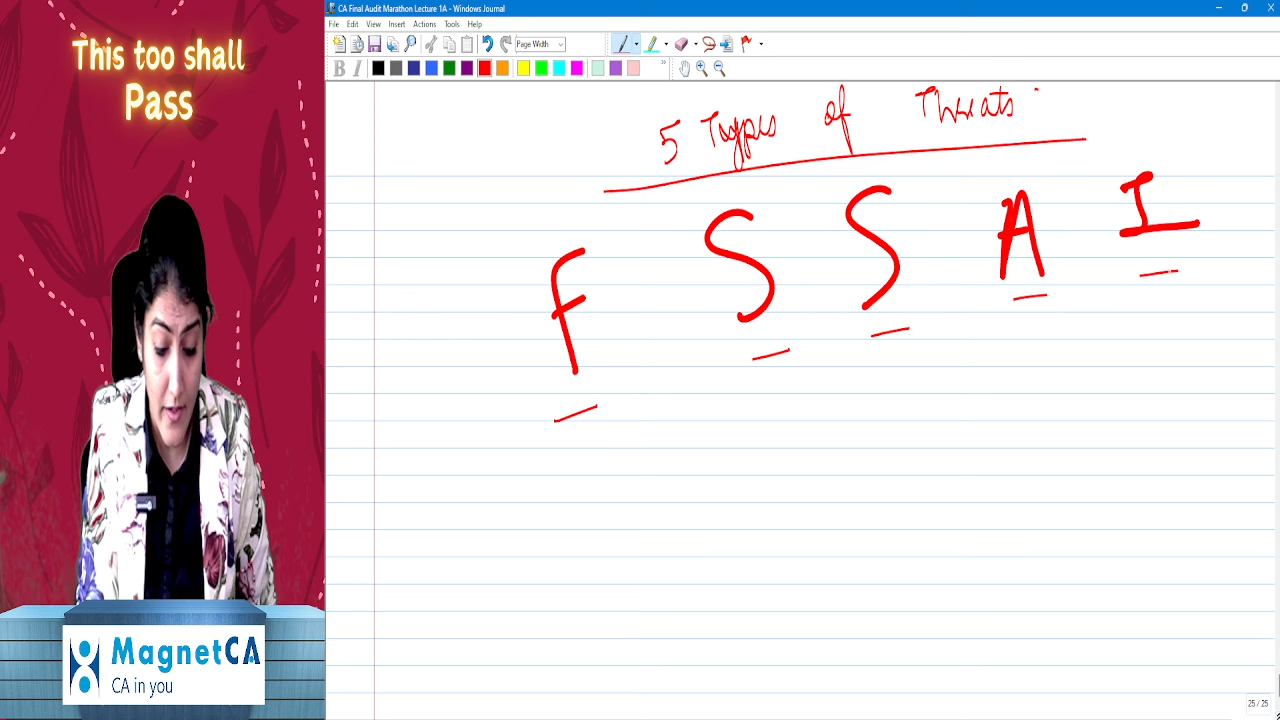 CA Final Audit Marathon Lecture 1A - Windows Journal
File Edit View Insert Actions Tools Help
Page Width
B I
This too shall
Pass
5 Types of Threats
F S S A I
MagnetCA
CA in you
25 / 25